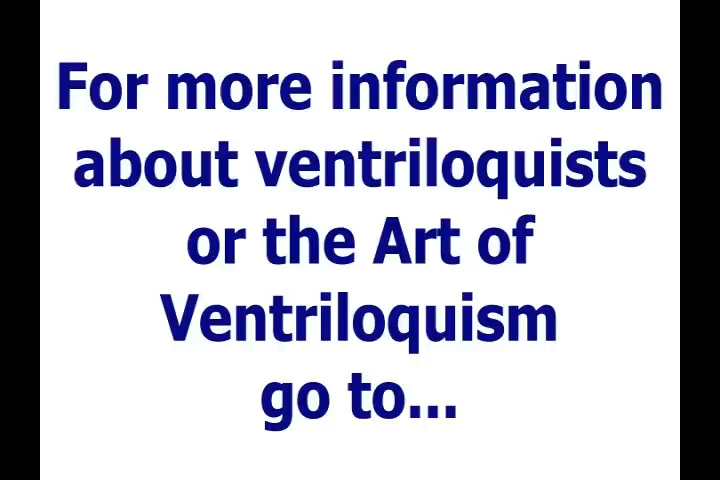 For more information
about ventriloquists
or the Art of
Ventriloquism
go to...